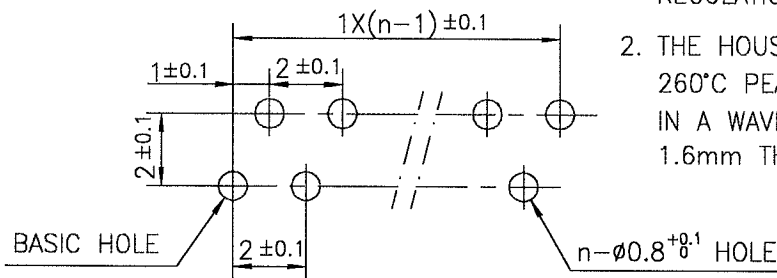 1X(n-1) ±0.1
1±0.1
2 ±0.1
2 ±0.1
BASIC HOLE
2 ±0.1
n-ø0.8 +0.1 0 HOLE
2. THE HOUS
260°C PEA
IN A WAVE
1.6mm TH